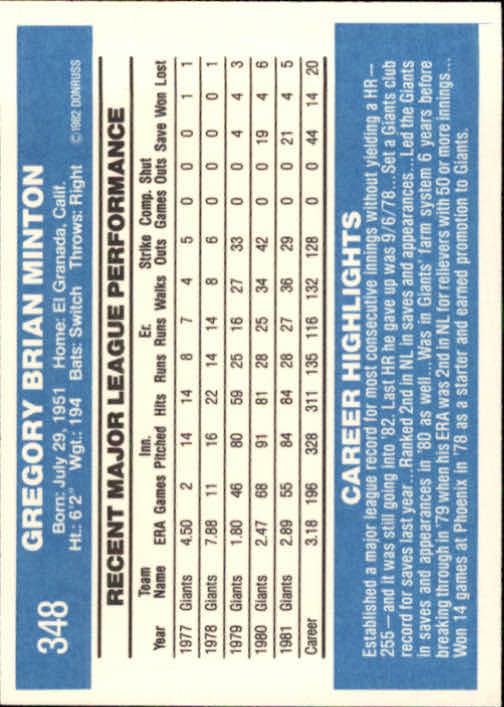 348
GREGORY BRIAN MINTON
Born: July 29, 1951 Home: El Granada, Calif.
Ht.: 6'2" Wgt.: 194 Bats: Switch Throws: Right
©1982 DONRUSS
RECENT MAJOR LEAGUE PERFORMANCE
Team Inn. Er. Strike Comp. Shut
Year Name ERA Games Pitched Hits Runs Runs Walks Outs Games Outs Save Won Lost
1977 Giants 4.50 2 14 14 8 7 4 5 0 0 0 1 1
1978 Giants 7.88 11 16 22 14 14 8 6 0 0 0 0 1
1979 Giants 1.80 46 80 59 25 16 27 33 0 0 4 4 3
1980 Giants 2.47 68 91 81 28 25 34 42 0 0 19 4 6
1981 Giants 2.89 55 84 84 28 27 36 29 0 0 21 4 5
Career 3.18 196 328 311 135 116 132 128 0 0 44 14 20
CAREER HIGHLIGHTS
Established a major league record for most consecutive innings without yielding a HR—
255—and it was still going into '82. Last HR he gave up was 9/6/78...Set a Giants club
record for saves last year...Ranked 2nd in NL in saves and appearances...Led the Giants
in saves and appearances in '80 as well...Was in Giants' farm system 6 years before
breaking through in '79 when his ERA was 2nd in NL for relievers with 50 or more innings...
Won 14 games at Phoenix in '78 as a starter and earned promotion to Giants.